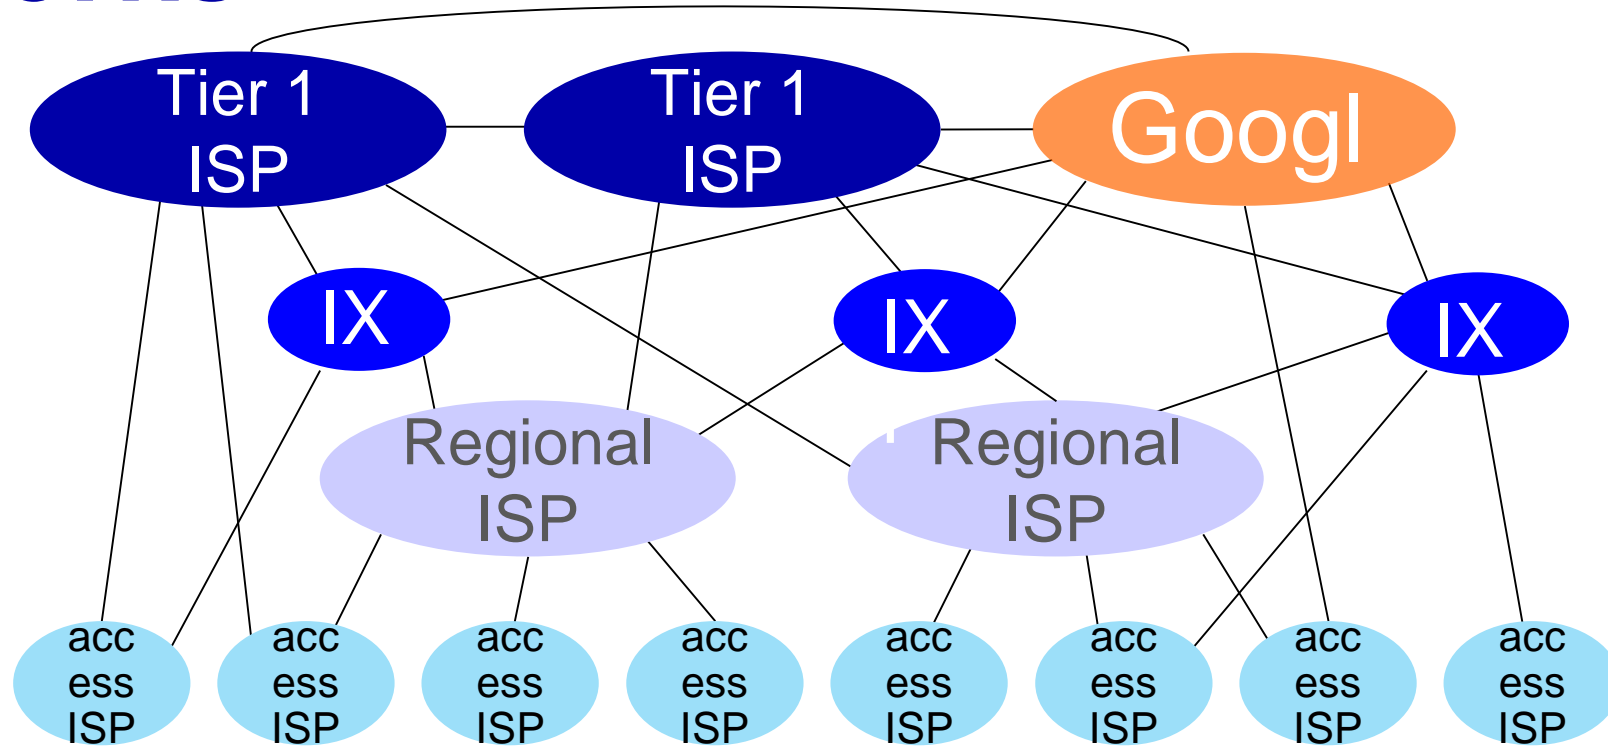 Tier 1
ISP
Tier 1
ISP
Googl
IX
IX
IX
Regional
ISP
Regional
ISP
acc
ess
ISP
acc
ess
ISP
acc
ess
ISP
acc
ess
ISP
acc
ess
ISP
acc
ess
ISP
acc
ess
ISP
acc
ess
ISP